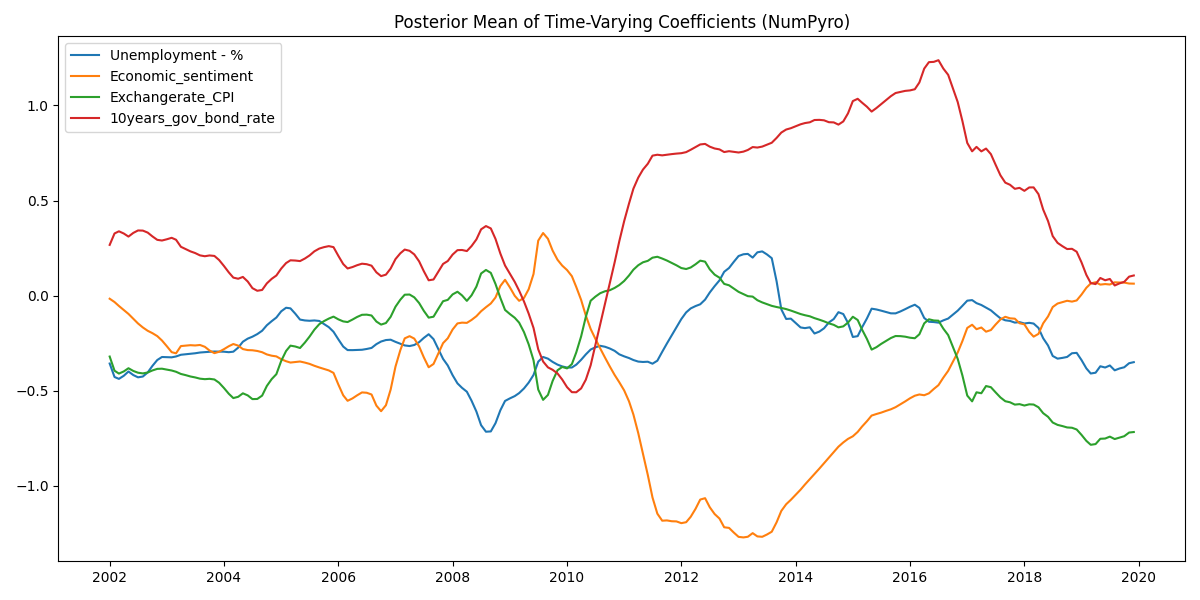 Posterior Mean of Time-Varying Coefficients (NumPyro)
Unemployment - %
Economic_sentiment
Exchangerate_CPI
10years_gov_bond_rate
1.0
0.5
0.0
−0.5
−1.0
2002 2004 2006 2008 2010 2012 2014 2016 2018 2020